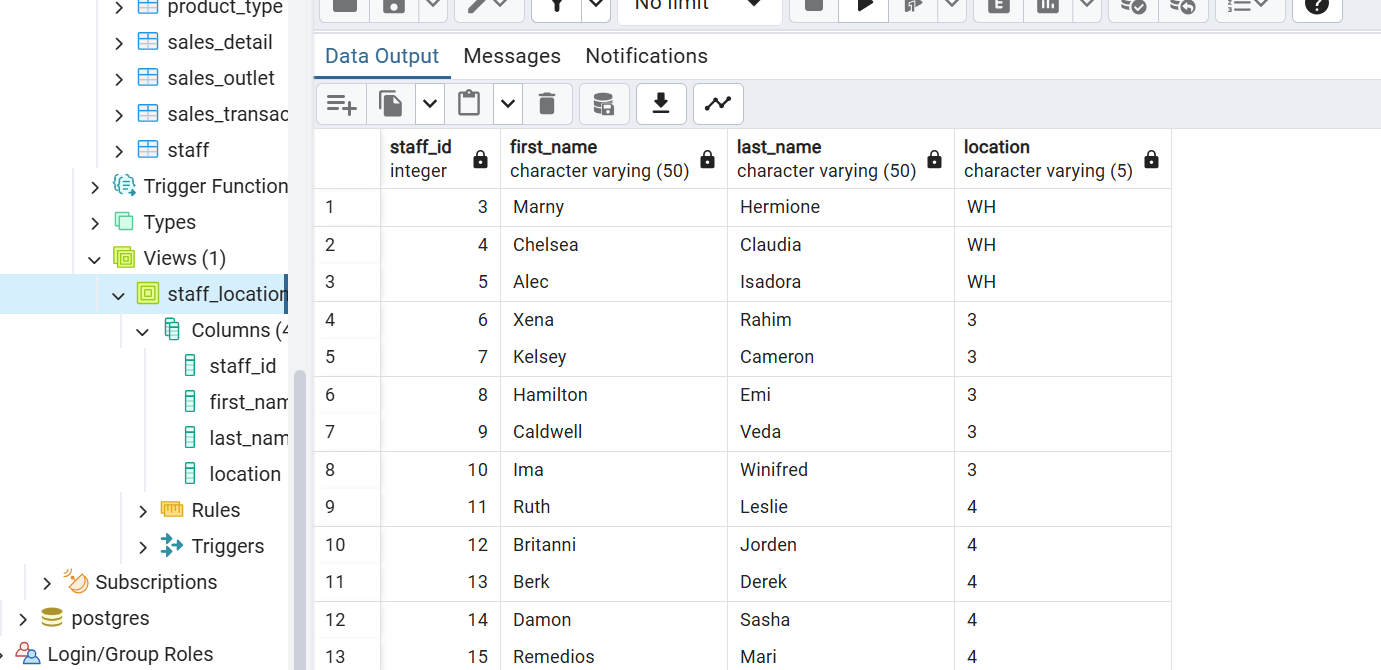 product_type
sales_detail
sales_outlet
sales_transac
staff
Trigger Function
Types
Views (1)
staff_location
Columns (4
staff_id
first_nam
last_nam
location
Rules
Triggers
Subscriptions
postgres
Login/Group Roles
No limit
E
Data Output Messages Notifications
staff_id first_name last_name location
integer character varying (50) character varying (50) character varying (5)
1 3 Marny Hermione WH
2 4 Chelsea Claudia WH
3 5 Alec Isadora WH
4 6 Xena Rahim 3
5 7 Kelsey Cameron 3
6 8 Hamilton Emi 3
7 9 Caldwell Veda 3
8 10 Ima Winifred 3
9 11 Ruth Leslie 4
10 12 Britanni Jorden 4
11 13 Berk Derek 4
12 14 Damon Sasha 4
13 15 Remedios Mari 4